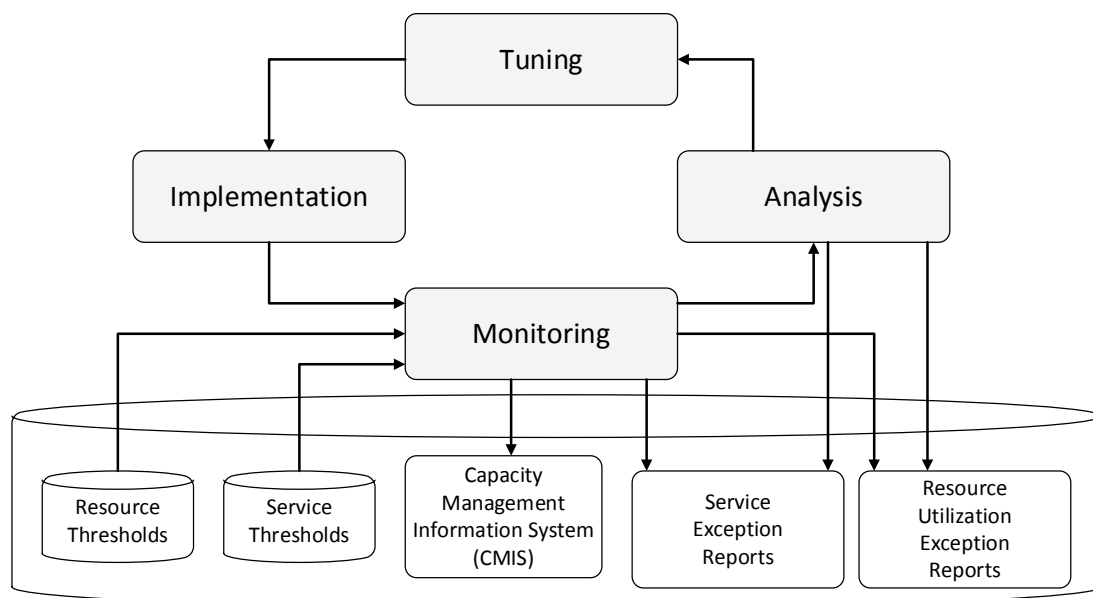 Tuning
Implementation
Analysis
Monitoring
Resource
Thresholds
Service
Thresholds
Capacity
Management
Information System
(CMIS)
Service
Exception
Reports
Resource
Utilization
Exception
Reports